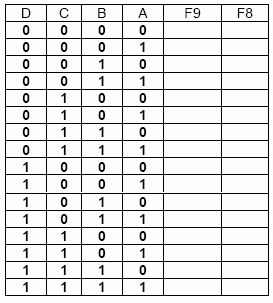 D C B A F9 F8
0 0 0 0
0 0 0 1
0 0 1 0
0 0 1 1
0 1 0 0
0 1 0 1
0 1 1 0
0 1 1 1
1 0 0 0
1 0 0 1
1 0 1 0
1 0 1 1
1 1 0 0
1 1 0 1
1 1 1 0
1 1 1 1